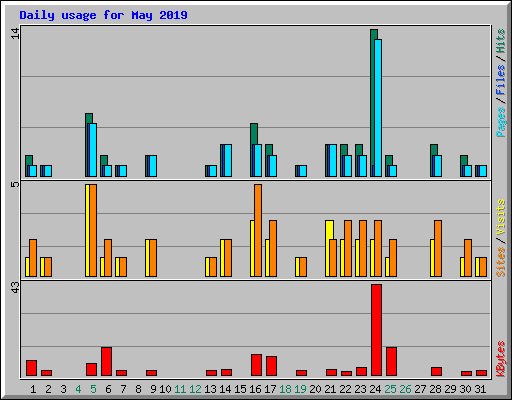 Daily usage for May 2019
14
5
43
Pages / Files / Hits
Sites / Visits
KBytes
1 2 3 4 5 6 7 8 9 10 11 12 13 14 15 16 17 18 19 20 21 22 23 24 25 26 27 28 29 30 31